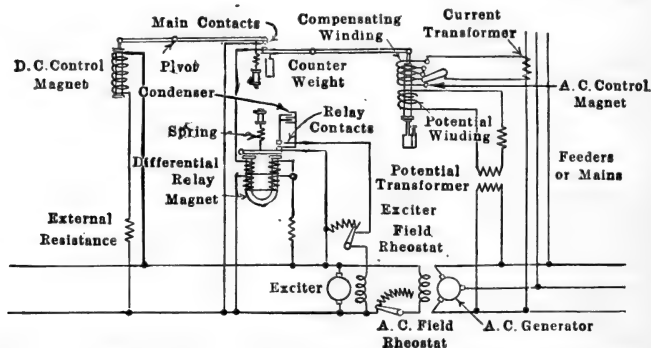 Main Contacts
Compensating
Winding
Current
Transformer
D.C. Control
Magnet
Pivot
Counter
Weight
A.C. Control
Magnet
Condenser
Relay
Contacts
Spring
Potential
Winding
Differential
Relay
Magnet
Potential
Transformer
Feeders
or Mains
External
Resistance
Exciter
Field
Rheostat
Exciter
A.C. Field
Rheostat
A.C. Generator